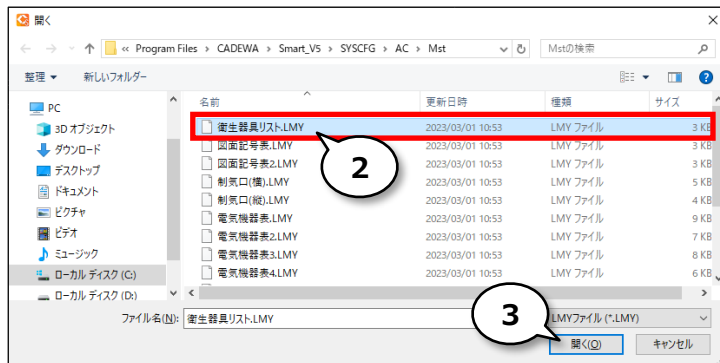 開く
« Program Files › CADEWA › Smart_V5 › SYSCFG › AC › Mst
Mstの検索
整理 新しいフォルダー
PC
3D オブジェクト
ダウンロード
デスクトップ
ドキュメント
ピクチャ
ビデオ
ミュージック
ローカル ディスク (C:)
ローカル ディスク (D:)
名前 更新日時 種類 サイズ
衛生器具リスト.LMY 2023/03/01 10:53 LMY ファイル 3 KB
図面記号表.LMY 2023/03/01 10:53 LMY ファイル 3 KB
図面記号表2.LMY 2023/03/01 10:53 LMY ファイル 3 KB
制気口(横).LMY 2023/03/01 10:53 LMY ファイル 5 KB
制気口(縦).LMY 2023/03/01 10:53 LMY ファイル 4 KB
電気機器表.LMY 2023/03/01 10:53 LMY ファイル 9 KB
電気機器表2.LMY 2023/03/01 10:53 LMY ファイル 7 KB
電気機器表3.LMY 2023/03/01 10:53 LMY ファイル 8 KB
電気機器表4.LMY 2023/03/01 10:53 LMY ファイル 6 KB
2
3
ファイル名(N): 衛生器具リスト.LMY LMYファイル (*.LMY)
開く(O) キャンセル